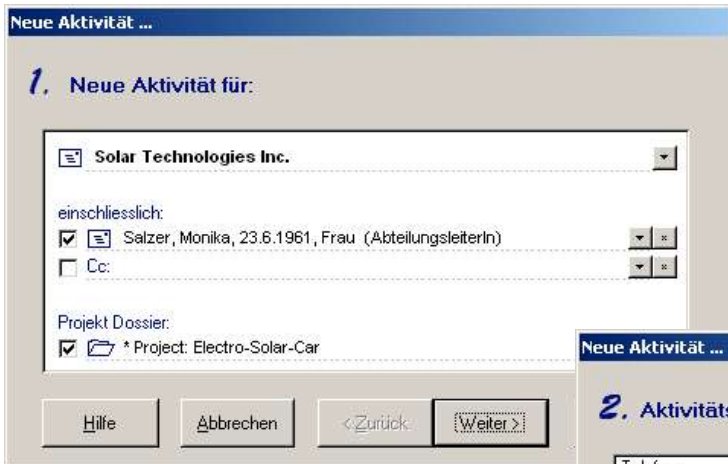 Neue Aktivität ...
1. Neue Aktivität für:
Solar Technologies Inc.
einschliesslich:
Salzer, Monika, 23.6.1961, Frau (AbteilungsleiterIn)
Cc:
Projekt Dossier:
* Project: Electro-Solar-Car
Hilfe
Abbrechen
< Zurück
Weiter >
Neue Aktivität ...
2. Aktivitäts